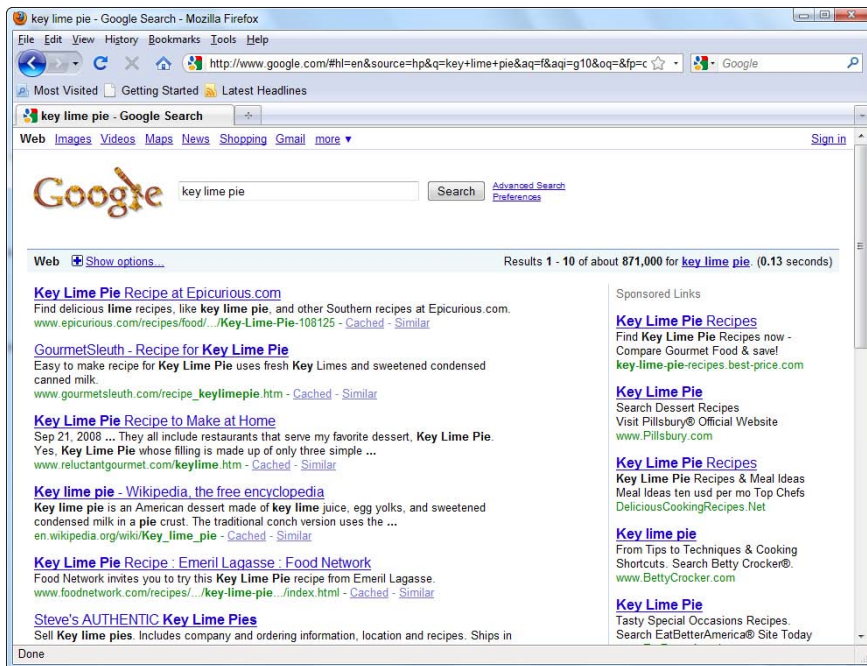 key lime pie - Google Search - Mozilla Firefox
File Edit View History Bookmarks Tools Help
http://www.google.com/#hl=en&source=hp&q=key+lime+pie&aq=f&aqi=g10&oq=&fp=c Google
Most Visited Getting Started Latest Headlines
key lime pie - Google Search
Web Images Videos Maps News Shopping Gmail more ▼ Sign in
Google key lime pie Search Advanced Search
Preferences
Web Show options... Results 1 - 10 of about 871,000 for key lime pie. (0.13 seconds)
Key Lime Pie Recipe at Epicurious.com
Find delicious lime recipes, like key lime pie, and other Southern recipes at Epicurious.com.
www.epicurious.com/recipes/food/.../Key-Lime-Pie-108125 - Cached - Similar
GourmetSleuth - Recipe for Key Lime Pie
Easy to make recipe for Key Lime Pie uses fresh Key Limes and sweetened condensed
canned milk.
www.gourmetsleuth.com/recipe_keylimepie.htm - Cached - Similar
Key Lime Pie Recipe to Make at Home
Sep 21, 2008 ... They all include restaurants that serve my favorite dessert, Key Lime Pie.
Yes, Key Lime Pie whose filling is made up of only three simple ...
www.reluctantgourmet.com/keylime.htm - Cached - Similar
Key lime pie - Wikipedia, the free encyclopedia
Key lime pie is an American dessert made of key lime juice, egg yolks, and sweetened
condensed milk in a pie crust. The traditional conch version uses the ...
en.wikipedia.org/wiki/Key_lime_pie - Cached - Similar
Key Lime Pie Recipe : Emeril Lagasse : Food Network
Food Network invites you to try this Key Lime Pie recipe from Emeril Lagasse.
www.foodnetwork.com/recipes/.../key-lime-pie.../index.html - Cached - Similar
Steve's AUTHENTIC Key Lime Pies
Sell Key lime pies. Includes company and ordering information, location and recipes. Ships in
Sponsored Links
Key Lime Pie Recipes
Find Key Lime Pie Recipes now -
Compare Gourmet Food & save!
key-lime-pie-recipes.best-price.com
Key Lime Pie
Search Dessert Recipes
Visit Pillsbury® Official Website
www.Pillsbury.com
Key Lime Pie Recipes
Key Lime Pie Recipes & Meal Ideas
Meal Ideas ten usd per mo Top Chefs
DeliciousCookingRecipes.Net
Key lime pie
From Tips to Techniques & Cooking
Shortcuts. Search Betty Crocker®.
www.BettyCrocker.com
Key Lime Pie
Tasty Special Occasions Recipes.
Search EatBetterAmerica® Site Today
Done